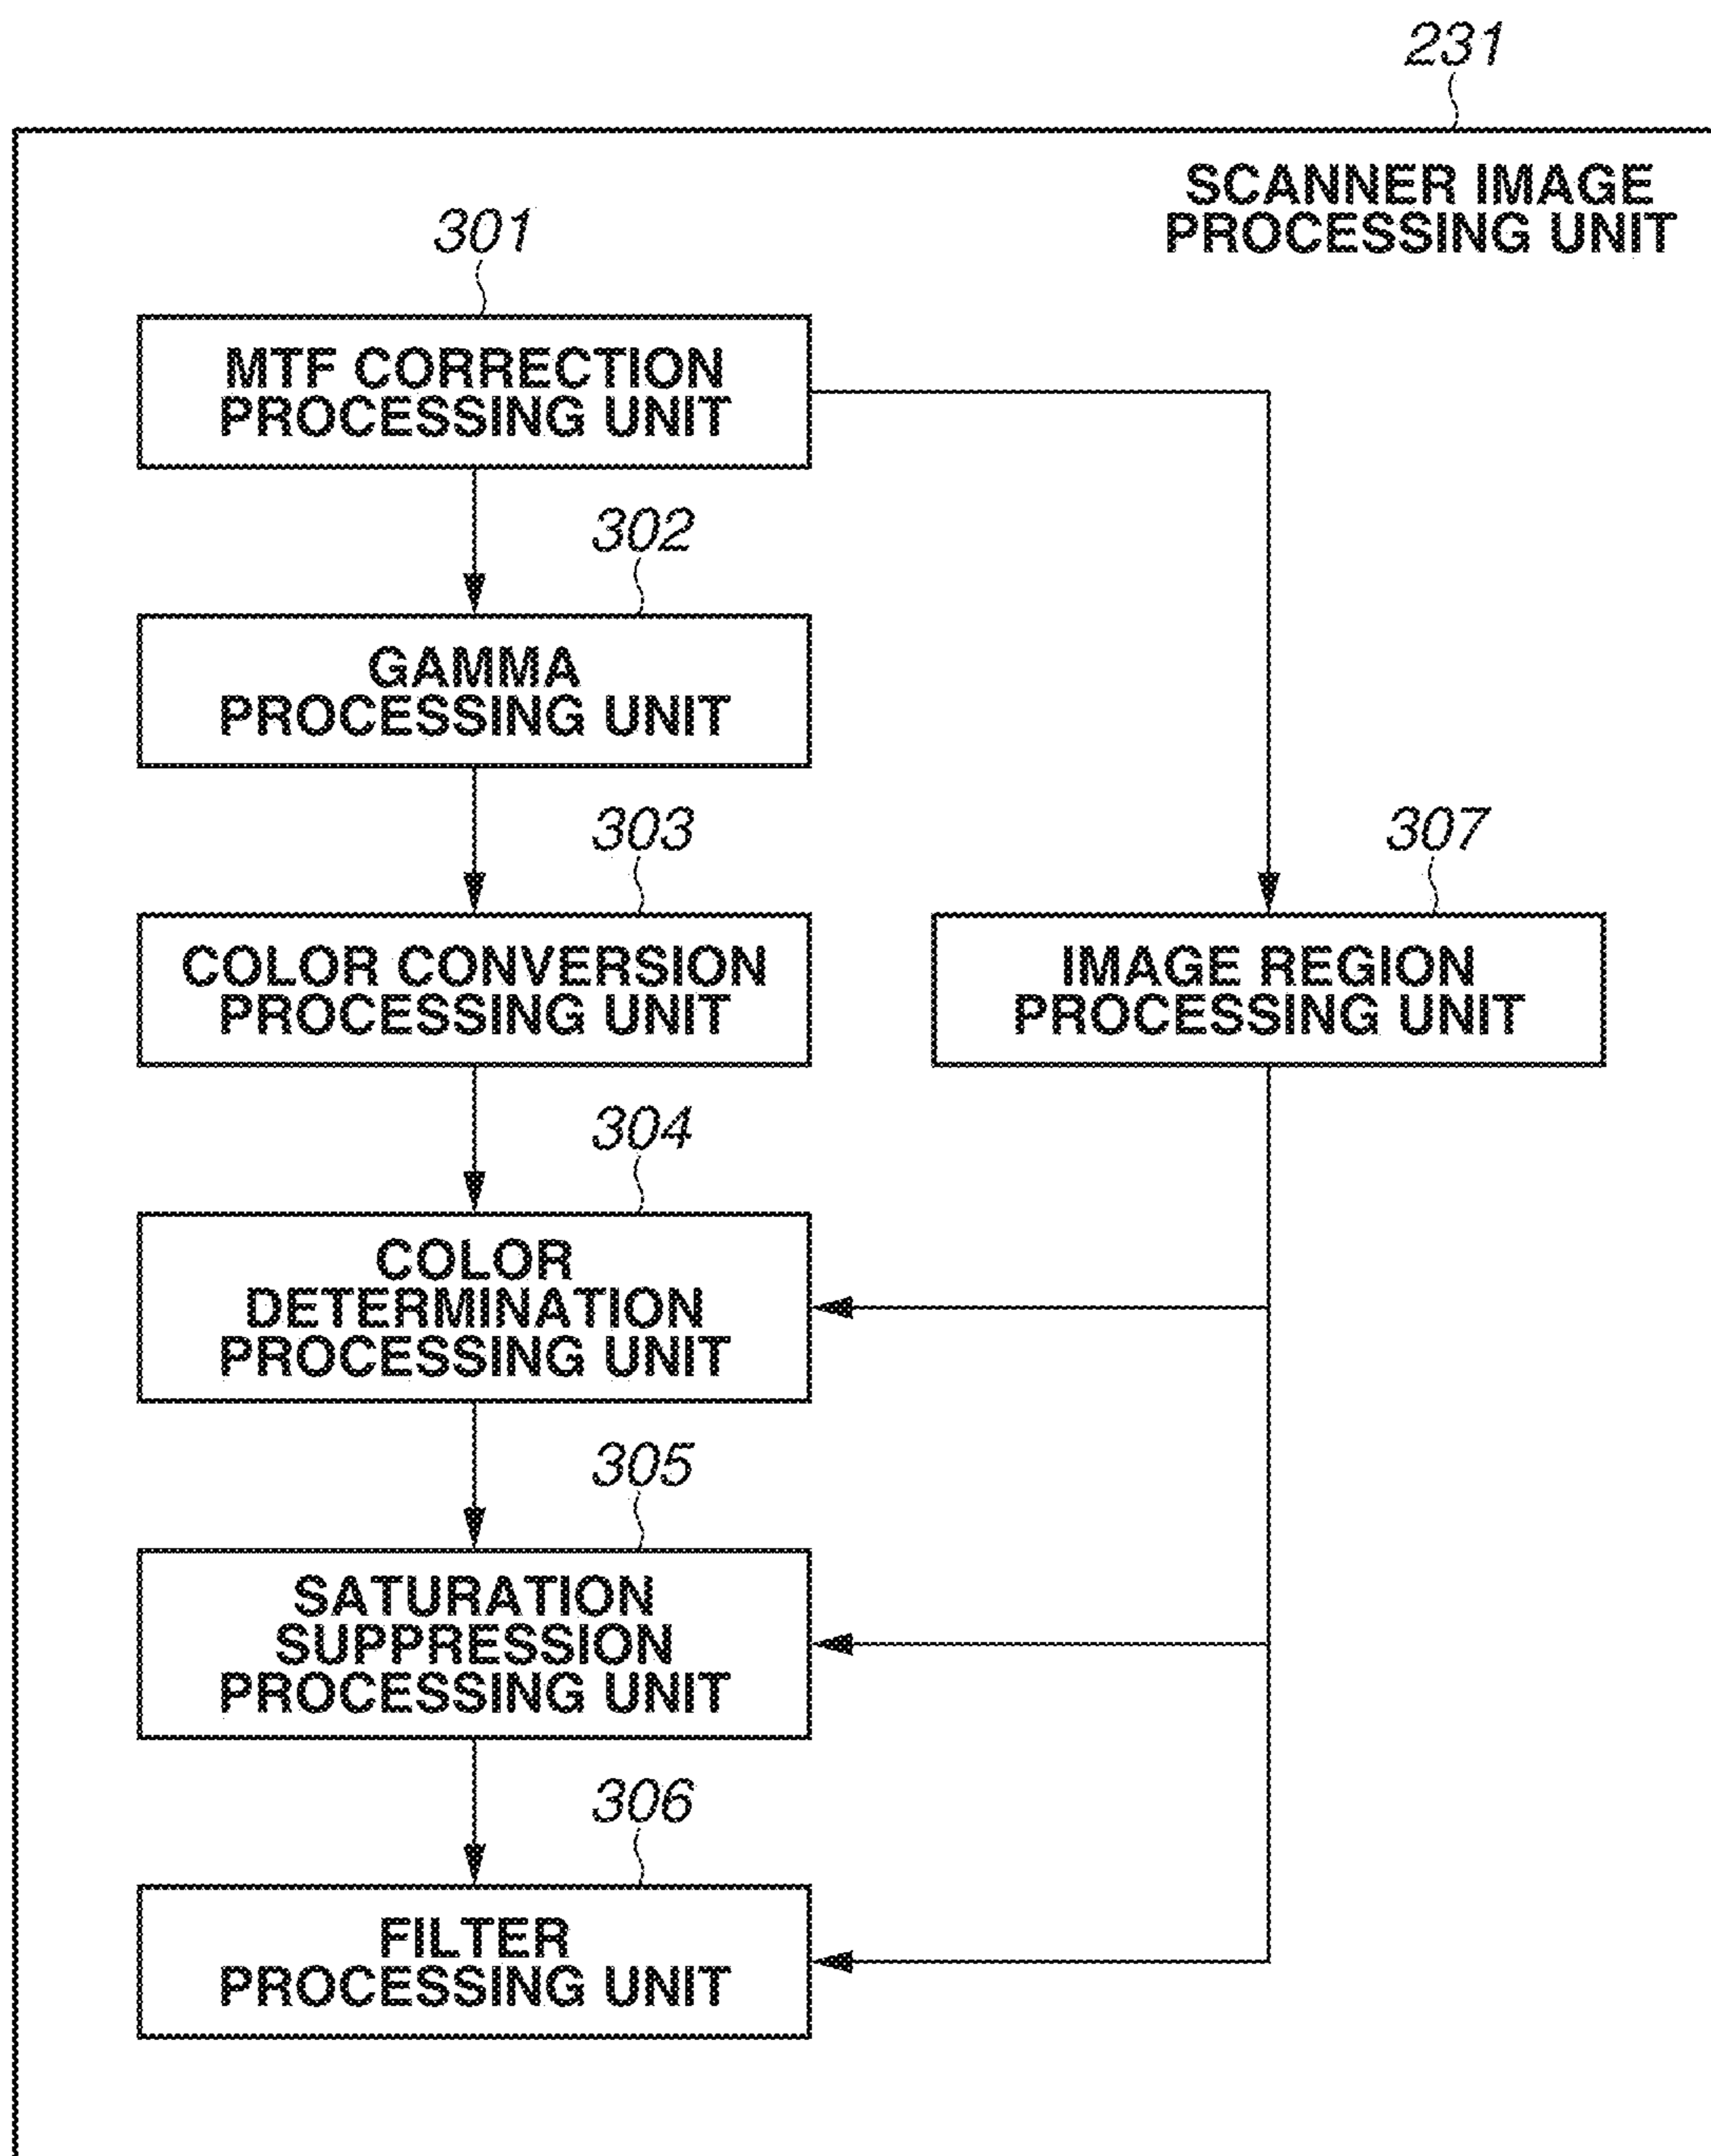 231
SCANNER IMAGE
PROCESSING UNIT
301
MTF CORRECTION
PROCESSING UNIT
302
GAMMA
PROCESSING UNIT
303
COLOR CONVERSION
PROCESSING UNIT
307
IMAGE REGION
PROCESSING UNIT
304
COLOR
DETERMINATION
PROCESSING UNIT
305
SATURATION
SUPPRESSION
PROCESSING UNIT
306
FILTER
PROCESSING UNIT